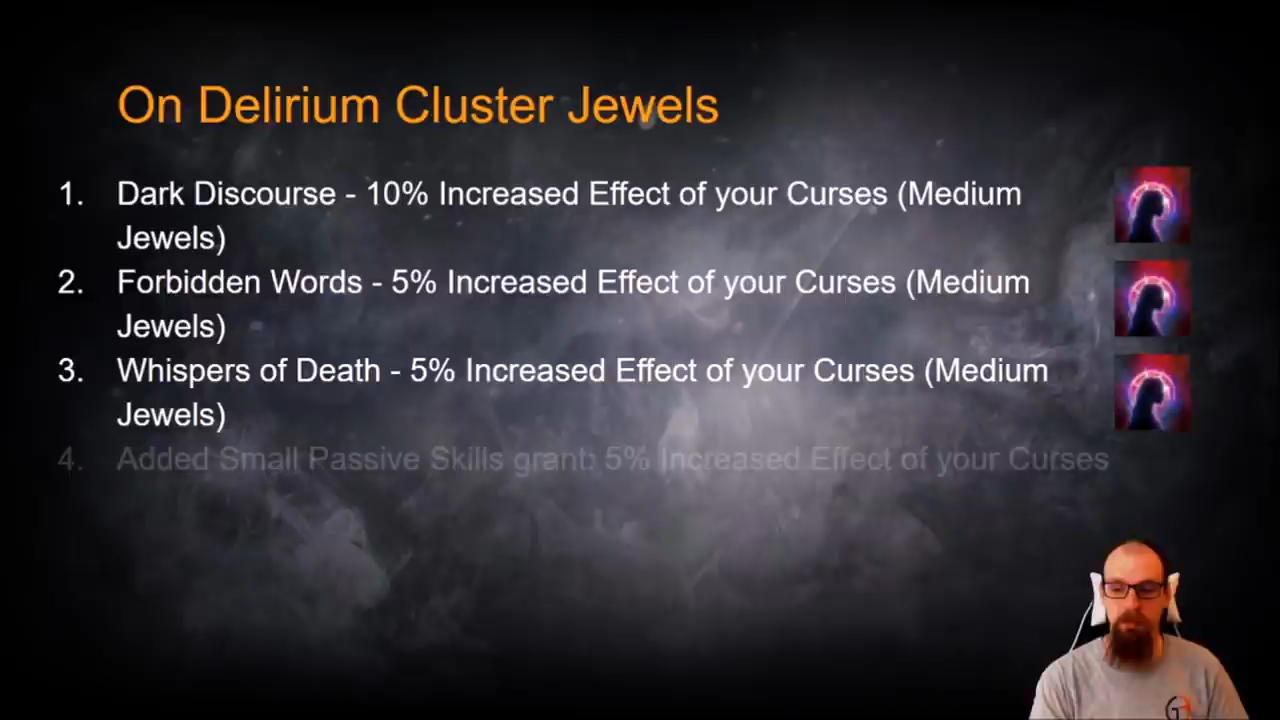 On Delirium Cluster Jewels
1. Dark Discourse - 10% Increased Effect of your Curses (Medium
Jewels)
2. Forbidden Words - 5% Increased Effect of your Curses (Medium
Jewels)
3. Whispers of Death - 5% Increased Effect of your Curses (Medium
Jewels)
4. Added Small Passive Skills grant: 5% Increased Effect of your Curses